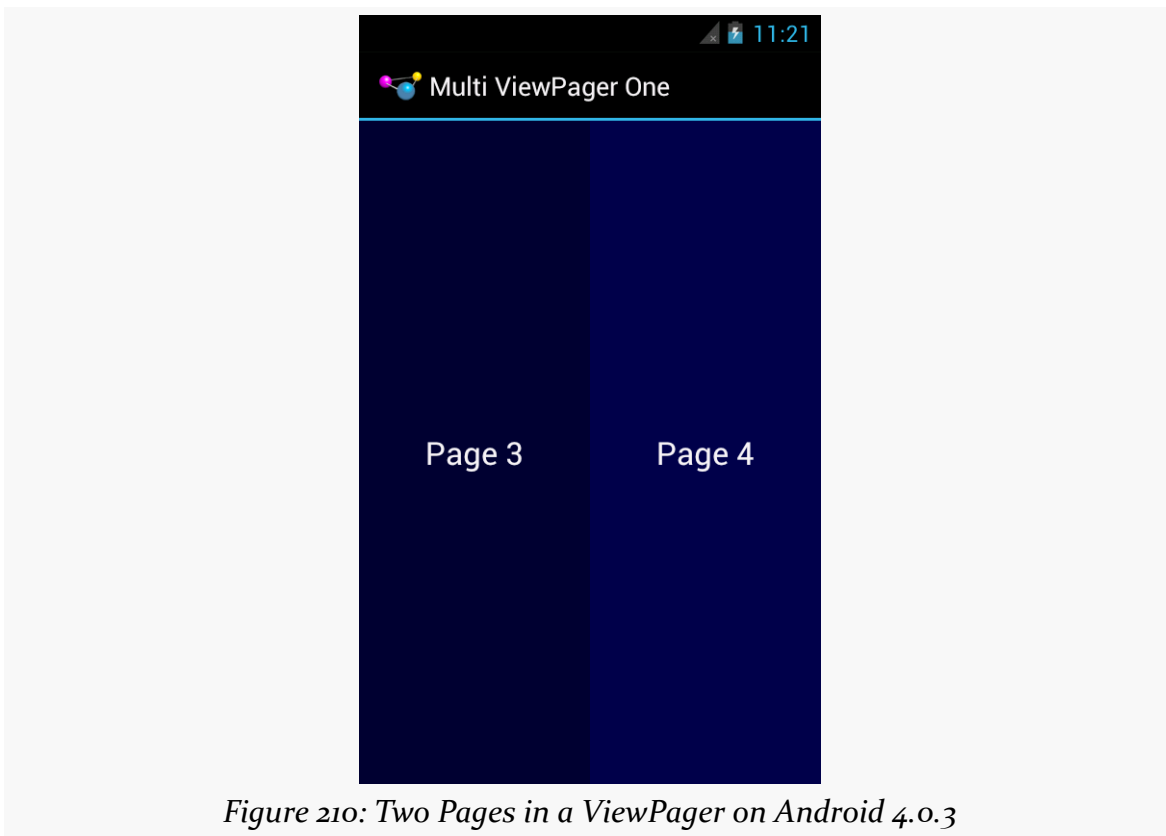 11:21
Multi ViewPager One
Page 3 Page 4
Figure 210: Two Pages in a ViewPager on Android 4.0.3